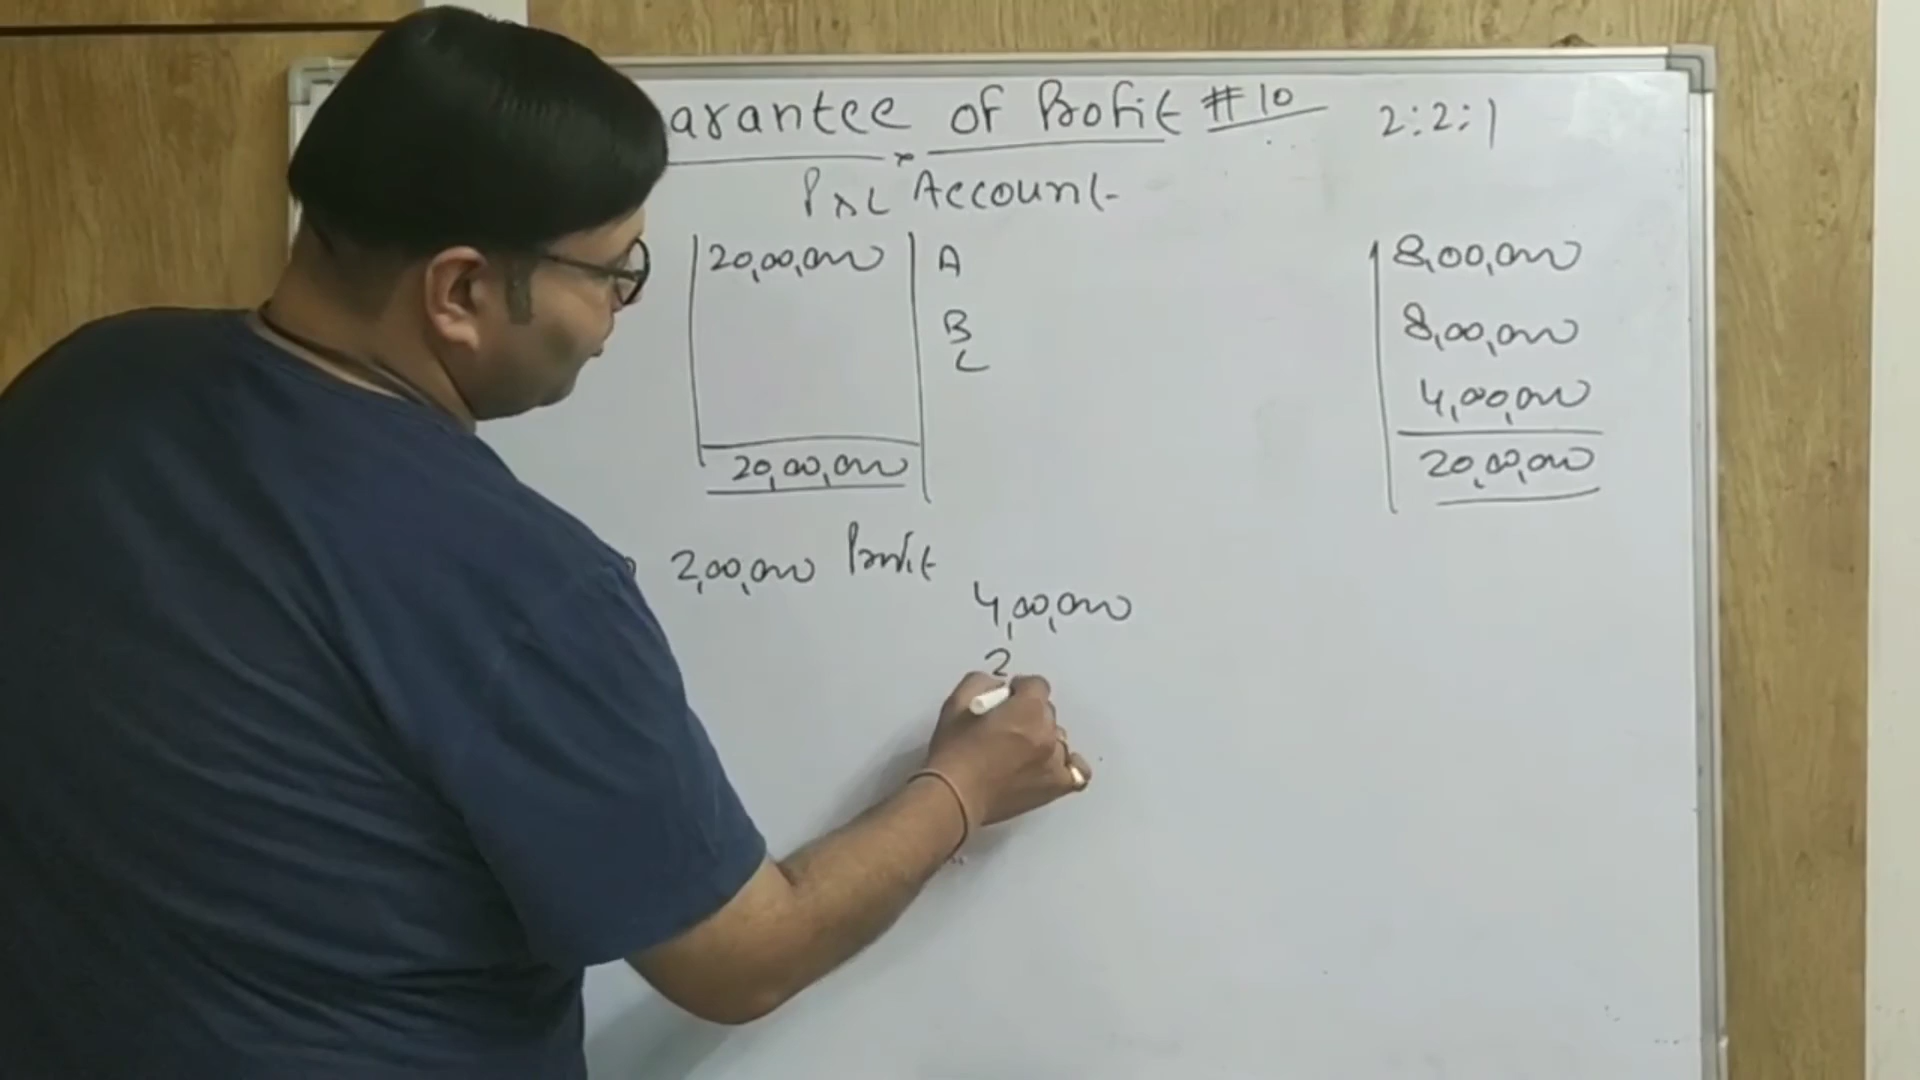 arantee of Profit #10 2:2:1
P&L Account
20,00,000 A 8,00,000
B 8,00,000
C 4,00,000
20,00,000 20,00,000
2,00,000 Profit
4,00,000
2